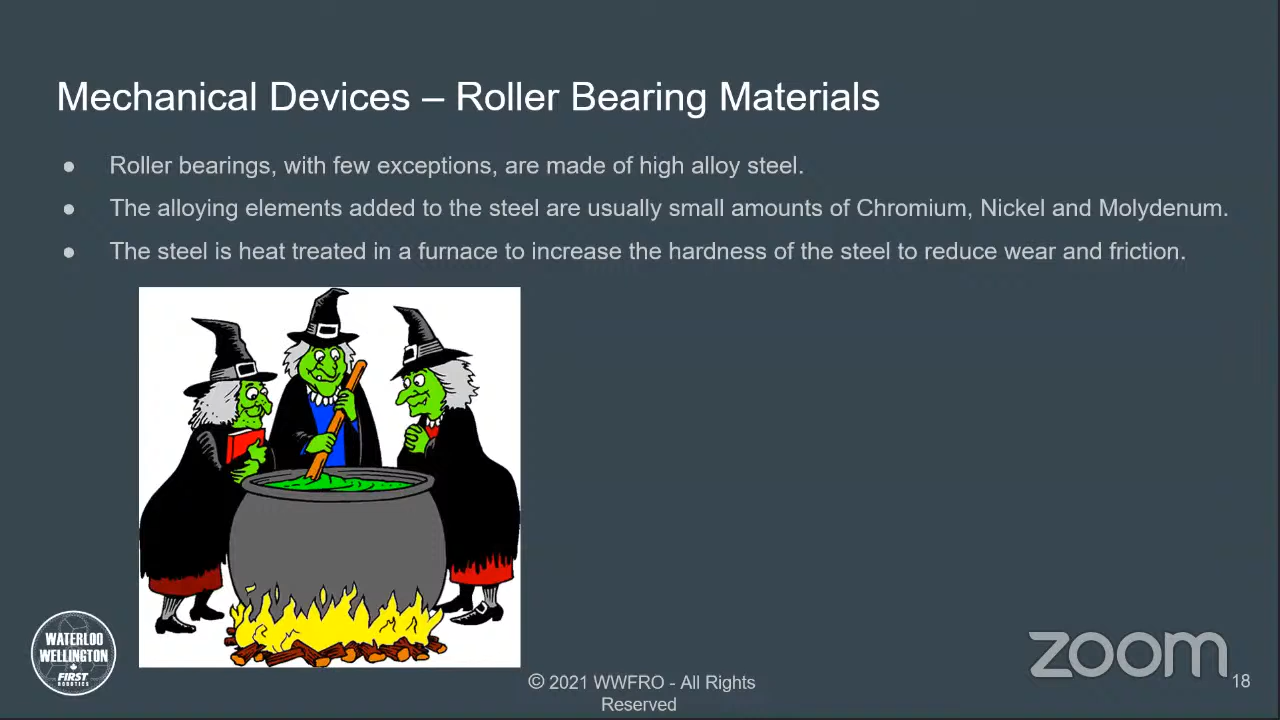 Mechanical Devices – Roller Bearing Materials
● Roller bearings, with few exceptions, are made of high alloy steel.
● The alloying elements added to the steel are usually small amounts of Chromium, Nickel and Molydenum.
● The steel is heat treated in a furnace to increase the hardness of the steel to reduce wear and friction.
WATERLOO
WELLINGTON
FIRST
ROBOTICS
© 2021 WWFRO - All Rights
Reserved
zoom
18